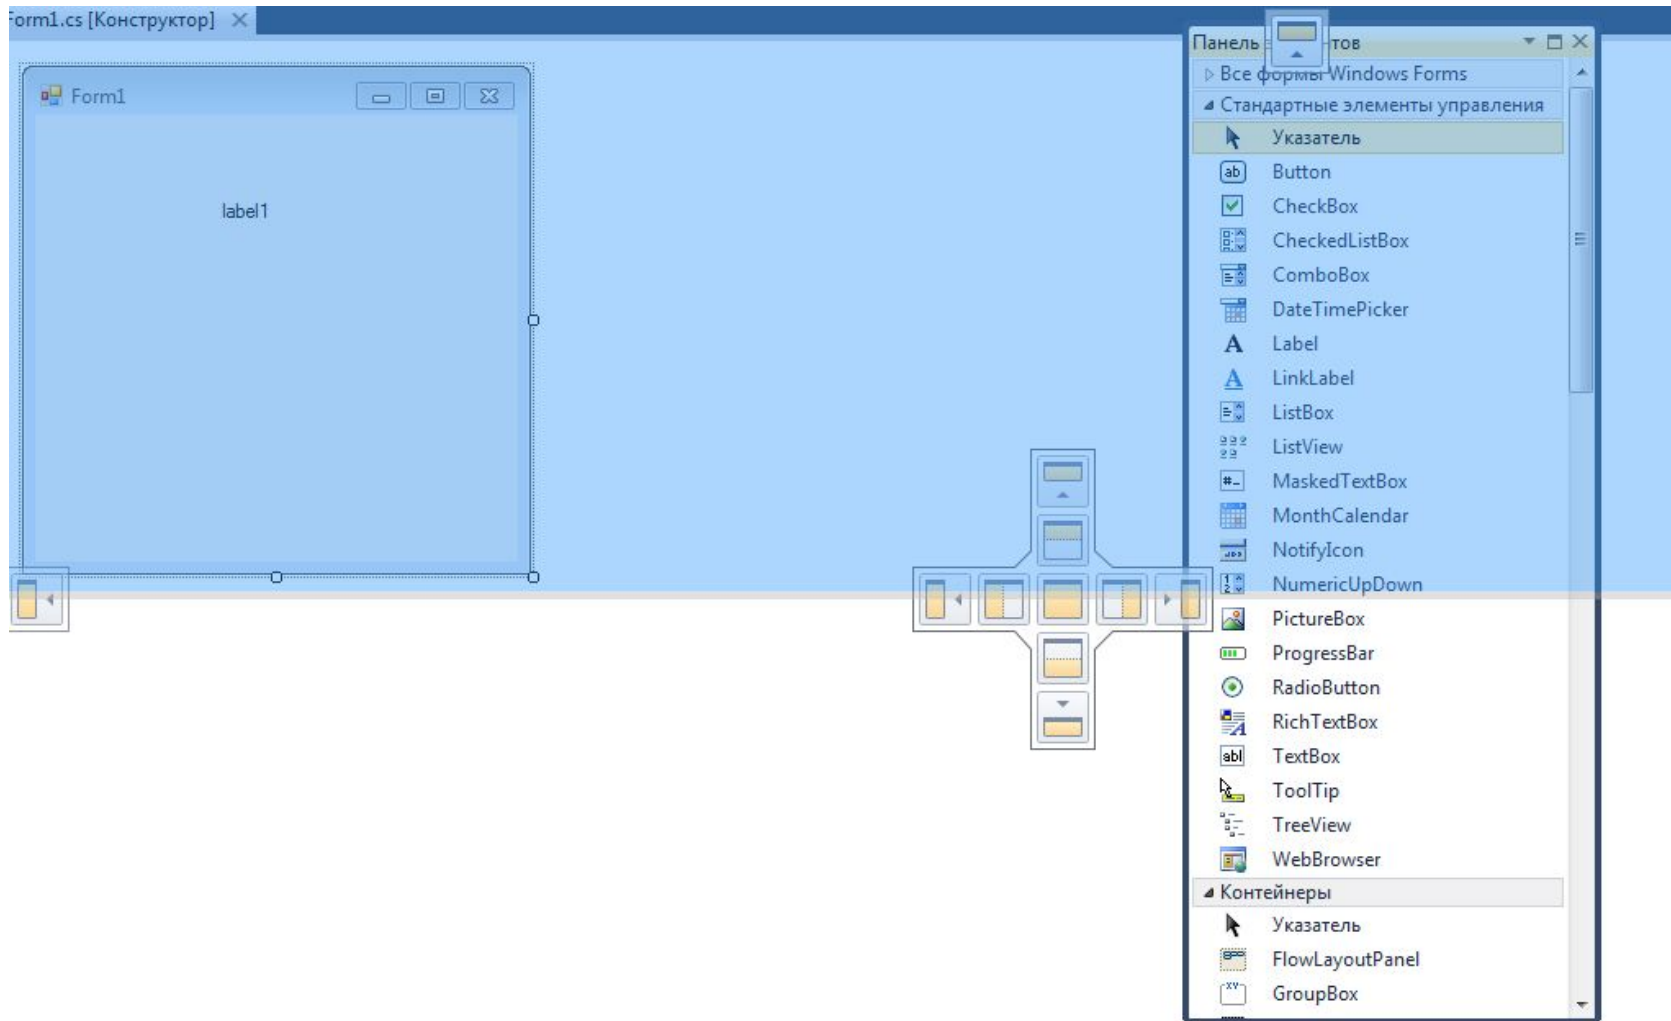 Form1.cs [Конструктор]
Form1
label1
Панель тов
Все формы Windows Forms
Стандартные элементы управления
Указатель
Button
CheckBox
CheckedListBox
ComboBox
DateTimePicker
Label
LinkLabel
ListBox
ListView
MaskedTextBox
MonthCalendar
NotifyIcon
NumericUpDown
PictureBox
ProgressBar
RadioButton
RichTextBox
TextBox
ToolTip
TreeView
WebBrowser
Контейнеры
Указатель
FlowLayoutPanel
GroupBox